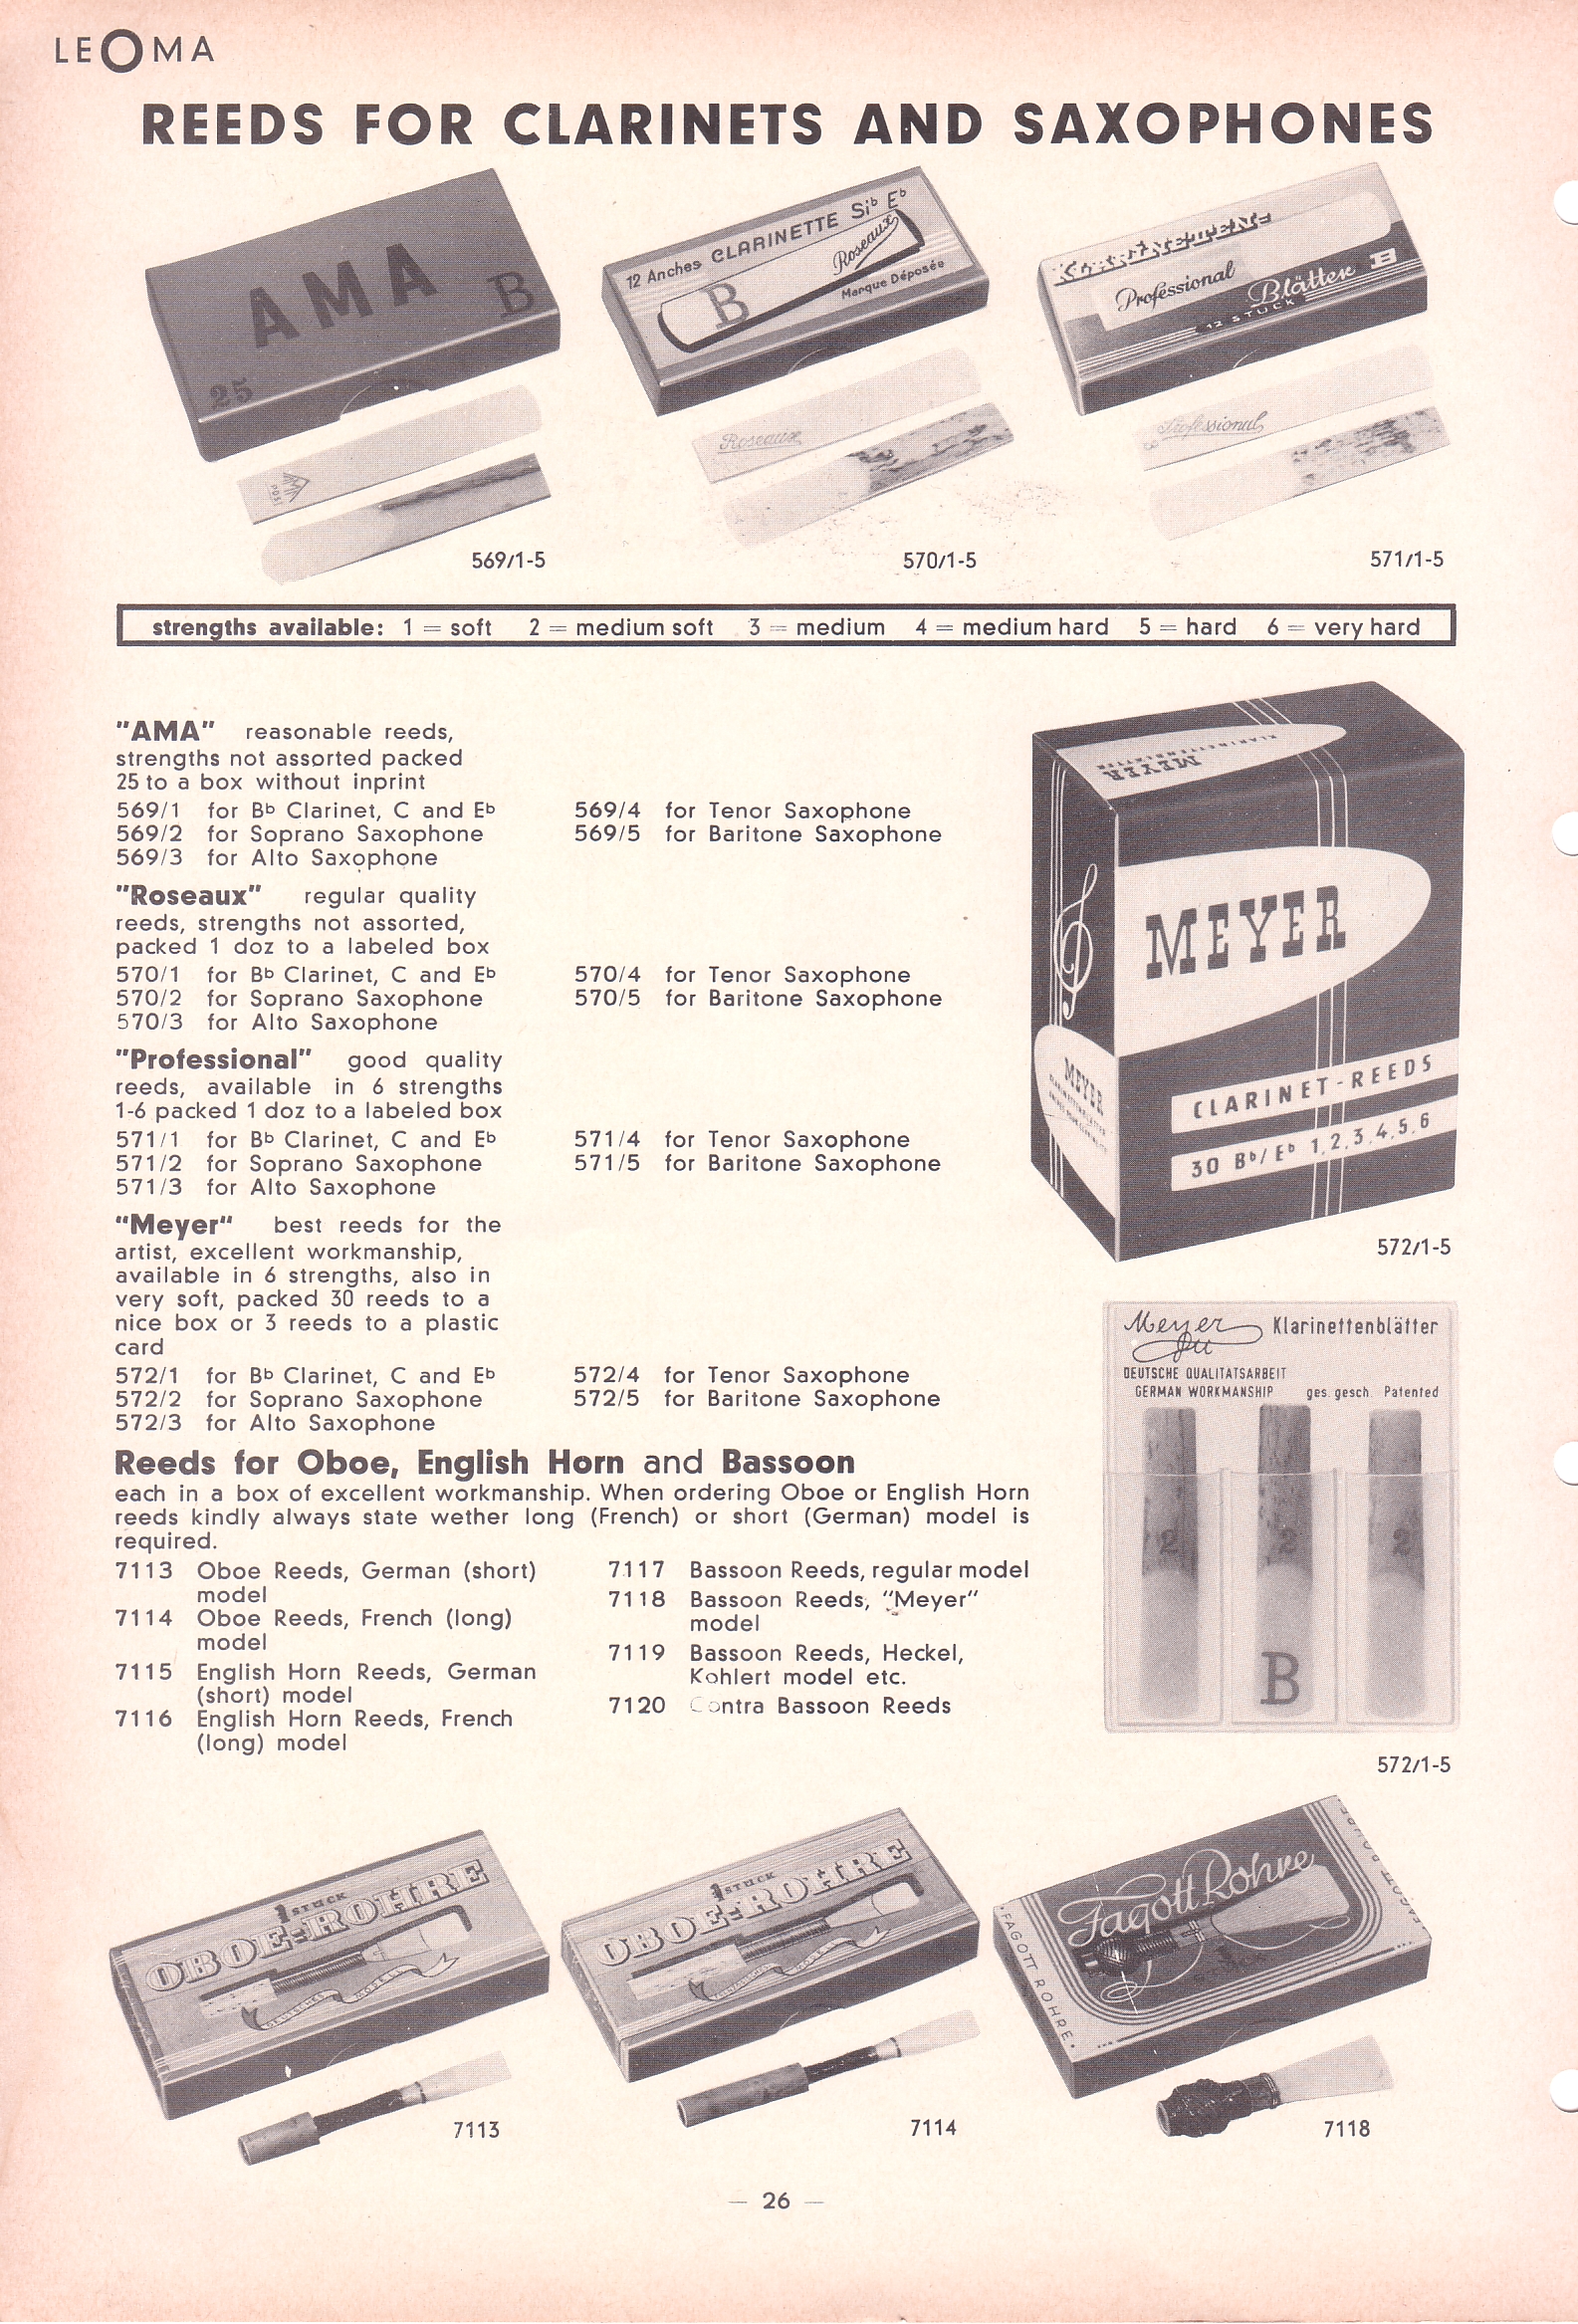 LEOMA
REEDS FOR CLARINETS AND SAXOPHONES
AMA
B
25
12 Anches CLARINETTE Si♭ E♭
Roseaux
B
Marque Déposée
CLARINETTEN
Professional
Blätter B
12 STUCK
AMA
POST
Roseaux
Professional
569/1-5
570/1-5
571/1-5
strengths available: 1 = soft 2 = medium soft 3 = medium 4 = medium hard 5 = hard 6 = very hard
"AMA" reasonable reeds,
strengths not assorted packed
25 to a box without inprint
569/1 for B♭ Clarinet, C and E♭
569/2 for Soprano Saxophone
569/3 for Alto Saxophone
569/4 for Tenor Saxophone
569/5 for Baritone Saxophone
"Roseaux" regular quality
reeds, strengths not assorted,
packed 1 doz to a labeled box
570/1 for B♭ Clarinet, C and E♭
570/2 for Soprano Saxophone
570/3 for Alto Saxophone
570/4 for Tenor Saxophone
570/5 for Baritone Saxophone
"Professional" good quality
reeds, available in 6 strengths
1-6 packed 1 doz to a labeled box
571/1 for B♭ Clarinet, C and E♭
571/2 for Soprano Saxophone
571/3 for Alto Saxophone
571/4 for Tenor Saxophone
571/5 for Baritone Saxophone
"Meyer" best reeds for the
artist, excellent workmanship,
available in 6 strengths, also in
very soft, packed 30 reeds to a
nice box or 3 reeds to a plastic
card
572/1 for B♭ Clarinet, C and E♭
572/2 for Soprano Saxophone
572/3 for Alto Saxophone
572/4 for Tenor Saxophone
572/5 for Baritone Saxophone
MEYER
KLARINETTENBLÄTTER
MEYER
MEYER
CLARINET-REEDS
30 B♭/E♭ 1,2,3,4,5,6
572/1-5
Meyer
Klarinettenblätter
DEUTSCHE QUALITATSARBEIT
GERMAN WORKMANSHIP ges. gesch. Patented
2 2 2
B
572/1-5
Reeds for Oboe, English Horn and Bassoon
each in a box of excellent workmanship. When ordering Oboe or English Horn
reeds kindly always state wether long (French) or short (German) model is
required.
7113 Oboe Reeds, German (short)
model
7114 Oboe Reeds, French (long)
model
7115 English Horn Reeds, German
(short) model
7116 English Horn Reeds, French
(long) model
7117 Bassoon Reeds, regular model
7118 Bassoon Reeds, "Meyer"
model
7119 Bassoon Reeds, Heckel,
Kohlert model etc.
7120 Contra Bassoon Reeds
1 STUCK
OBOE-ROHRE
1 STUCK
OBOE-ROHRE
Fagott Rohre
FAGOTT ROHRE
FAGOTT ROHRE
7113
7114
7118
— 26 —